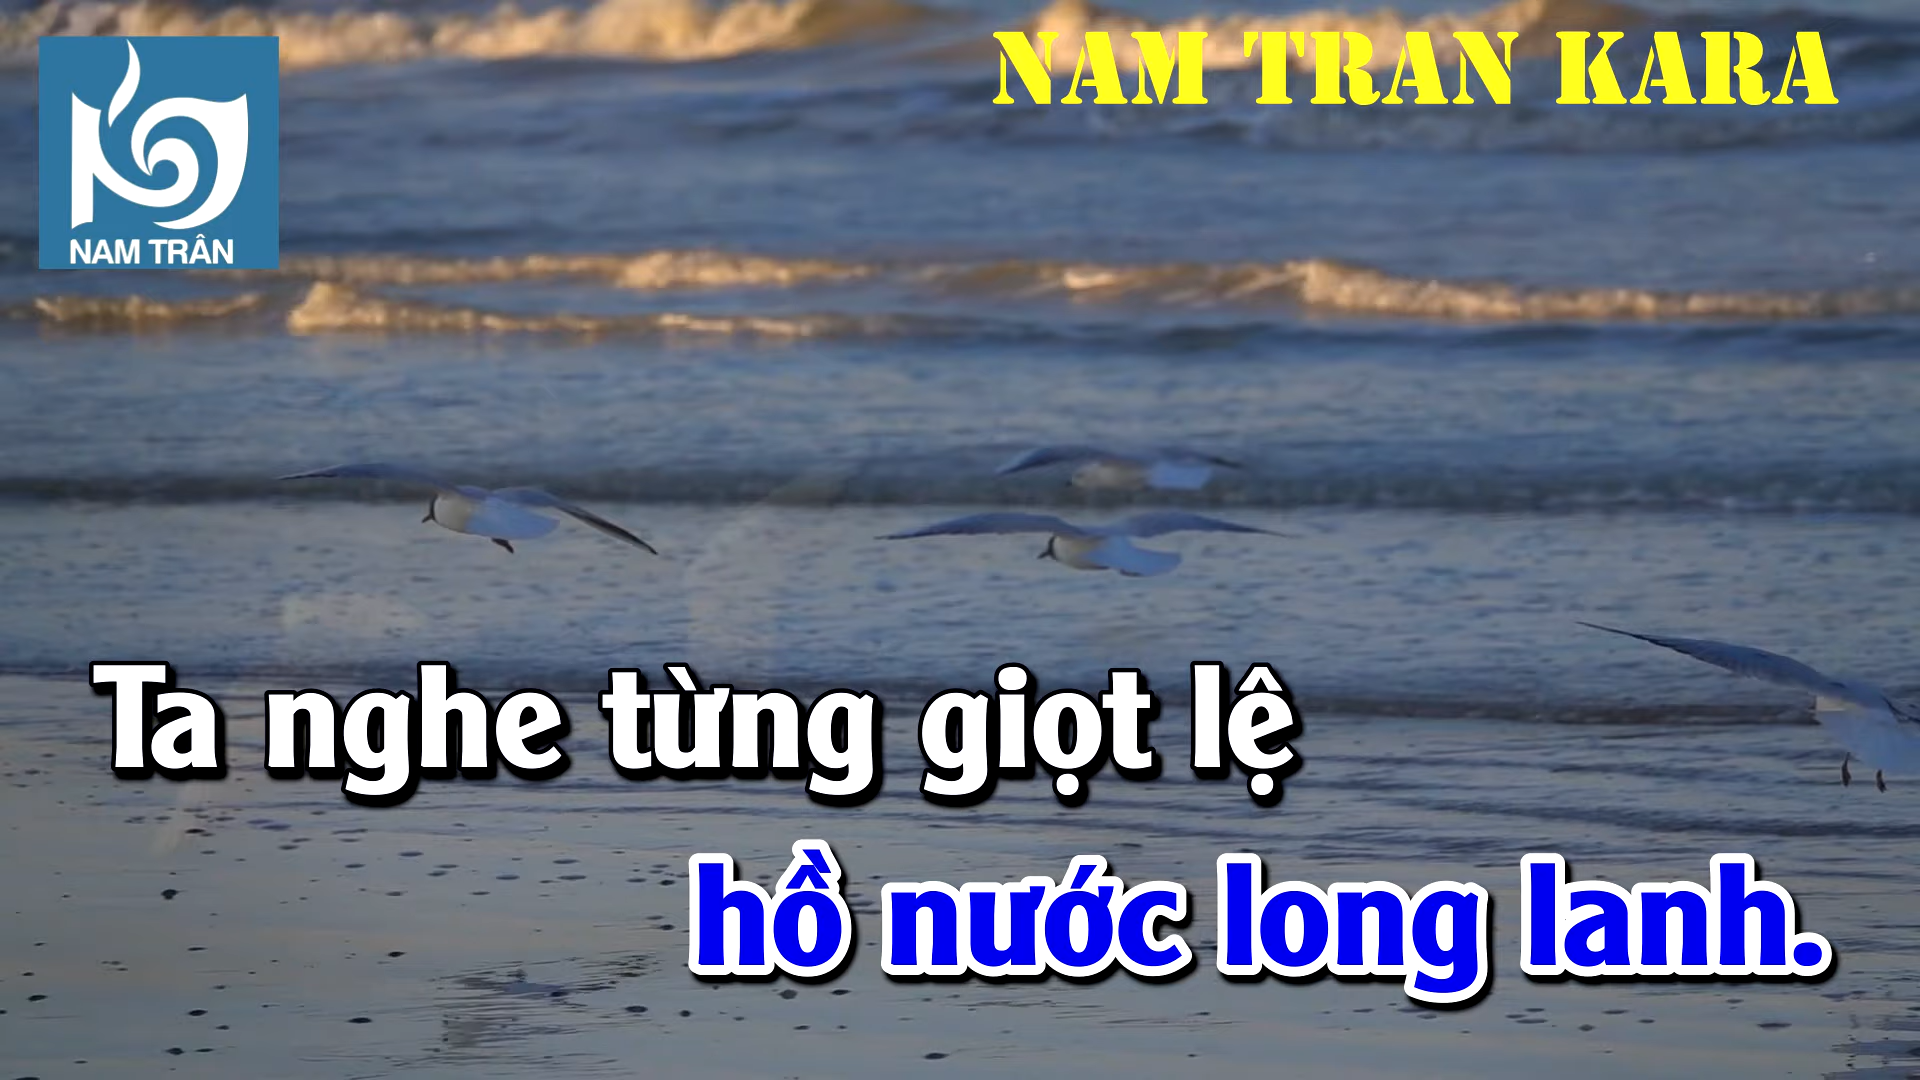 NAM TRAN KARA
NAM TRÂN
Ta nghe từng giọt lệ
hồ nước long lanh.